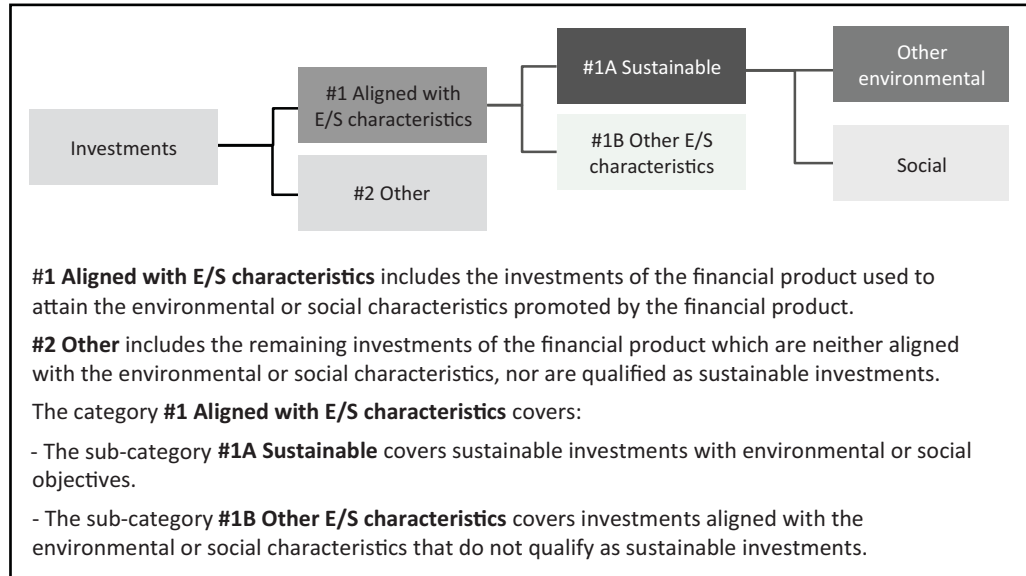 Investments
#1 Aligned with
E/S characteristics
#2 Other
#1A Sustainable
#1B Other E/S
characteristics
Other
environmental
Social
#1 Aligned with E/S characteristics includes the investments of the financial product used to
attain the environmental or social characteristics promoted by the financial product.
#2 Other includes the remaining investments of the financial product which are neither aligned
with the environmental or social characteristics, nor are qualified as sustainable investments.
The category #1 Aligned with E/S characteristics covers:
- The sub-category #1A Sustainable covers sustainable investments with environmental or social
objectives.
- The sub-category #1B Other E/S characteristics covers investments aligned with the
environmental or social characteristics that do not qualify as sustainable investments.